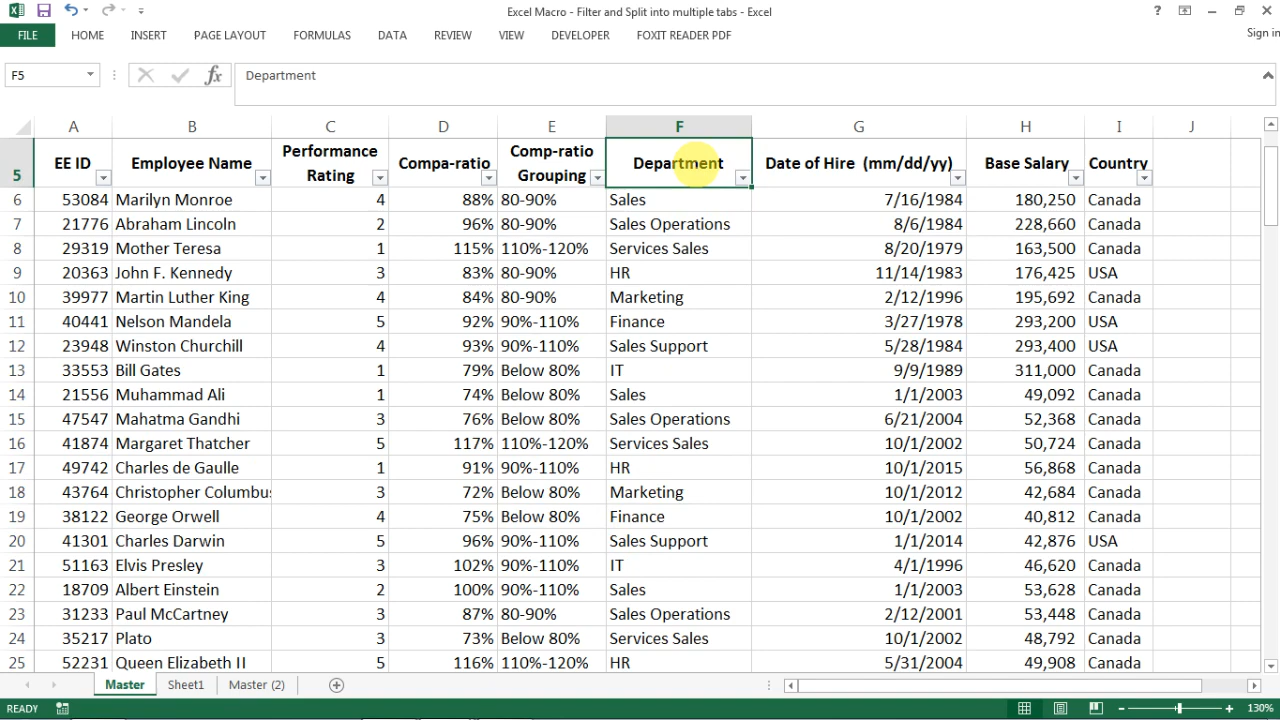 Excel Macro - Filter and Split into multiple tabs - Excel
?
FILE HOME INSERT PAGE LAYOUT FORMULAS DATA REVIEW VIEW DEVELOPER FOXIT READER PDF Sign in
F5 fx Department
A B C D E F G H I J
5 EE ID Employee Name Performance Rating Compa-ratio Comp-ratio Grouping Department Date of Hire (mm/dd/yy) Base Salary Country
6 53084 Marilyn Monroe 4 88% 80-90% Sales 7/16/1984 180,250 Canada
7 21776 Abraham Lincoln 2 96% 80-90% Sales Operations 8/6/1984 228,660 Canada
8 29319 Mother Teresa 1 115% 110%-120% Services Sales 8/20/1979 163,500 Canada
9 20363 John F. Kennedy 3 83% 80-90% HR 11/14/1983 176,425 USA
10 39977 Martin Luther King 4 84% 80-90% Marketing 2/12/1996 195,692 Canada
11 40441 Nelson Mandela 5 92% 90%-110% Finance 3/27/1978 293,200 USA
12 23948 Winston Churchill 4 93% 90%-110% Sales Support 5/28/1984 293,400 USA
13 33553 Bill Gates 1 79% Below 80% IT 9/9/1989 311,000 Canada
14 21556 Muhammad Ali 1 74% Below 80% Sales 1/1/2003 49,092 Canada
15 47547 Mahatma Gandhi 3 76% Below 80% Sales Operations 6/21/2004 52,368 Canada
16 41874 Margaret Thatcher 5 117% 110%-120% Services Sales 10/1/2002 50,724 Canada
17 49742 Charles de Gaulle 1 91% 90%-110% HR 10/1/2015 56,868 Canada
18 43764 Christopher Columbus 3 72% Below 80% Marketing 10/1/2012 42,684 Canada
19 38122 George Orwell 4 75% Below 80% Finance 10/1/2002 40,812 Canada
20 41301 Charles Darwin 5 96% 90%-110% Sales Support 1/1/2014 42,876 USA
21 51163 Elvis Presley 3 102% 90%-110% IT 4/1/1996 46,620 Canada
22 18709 Albert Einstein 2 100% 90%-110% Sales 1/1/2003 53,628 Canada
23 31233 Paul McCartney 3 87% 80-90% Sales Operations 2/12/2001 53,448 Canada
24 35217 Plato 3 73% Below 80% Services Sales 10/1/2002 48,792 Canada
25 52231 Queen Elizabeth II 5 116% 110%-120% HR 5/31/2004 49,908 Canada
Master Sheet1 Master (2)
READY 130%